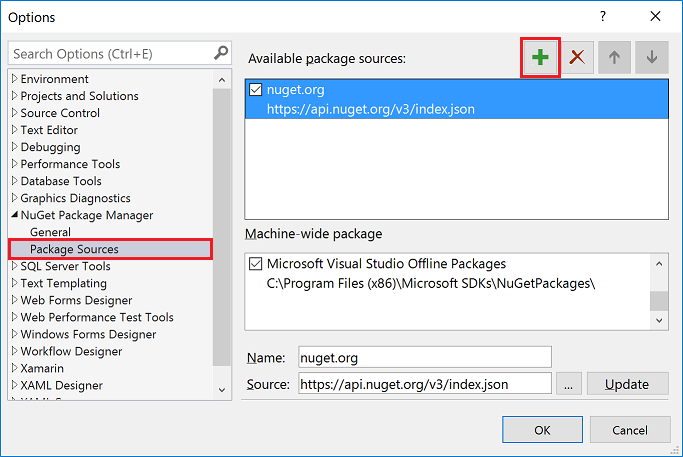 Options
Search Options (Ctrl+E)
Environment
Projects and Solutions
Source Control
Text Editor
Debugging
Performance Tools
Database Tools
Graphics Diagnostics
NuGet Package Manager
General
Package Sources
SQL Server Tools
Text Templating
Web Forms Designer
Web Performance Test Tools
Windows Forms Designer
Workflow Designer
Xamarin
XAML Designer
Available package sources:
nuget.org
https://api.nuget.org/v3/index.json
Machine-wide package
Microsoft Visual Studio Offline Packages
C:\Program Files (x86)\Microsoft SDKs\NuGetPackages\
Name: nuget.org
Source: https://api.nuget.org/v3/index.json ... Update
OK Cancel